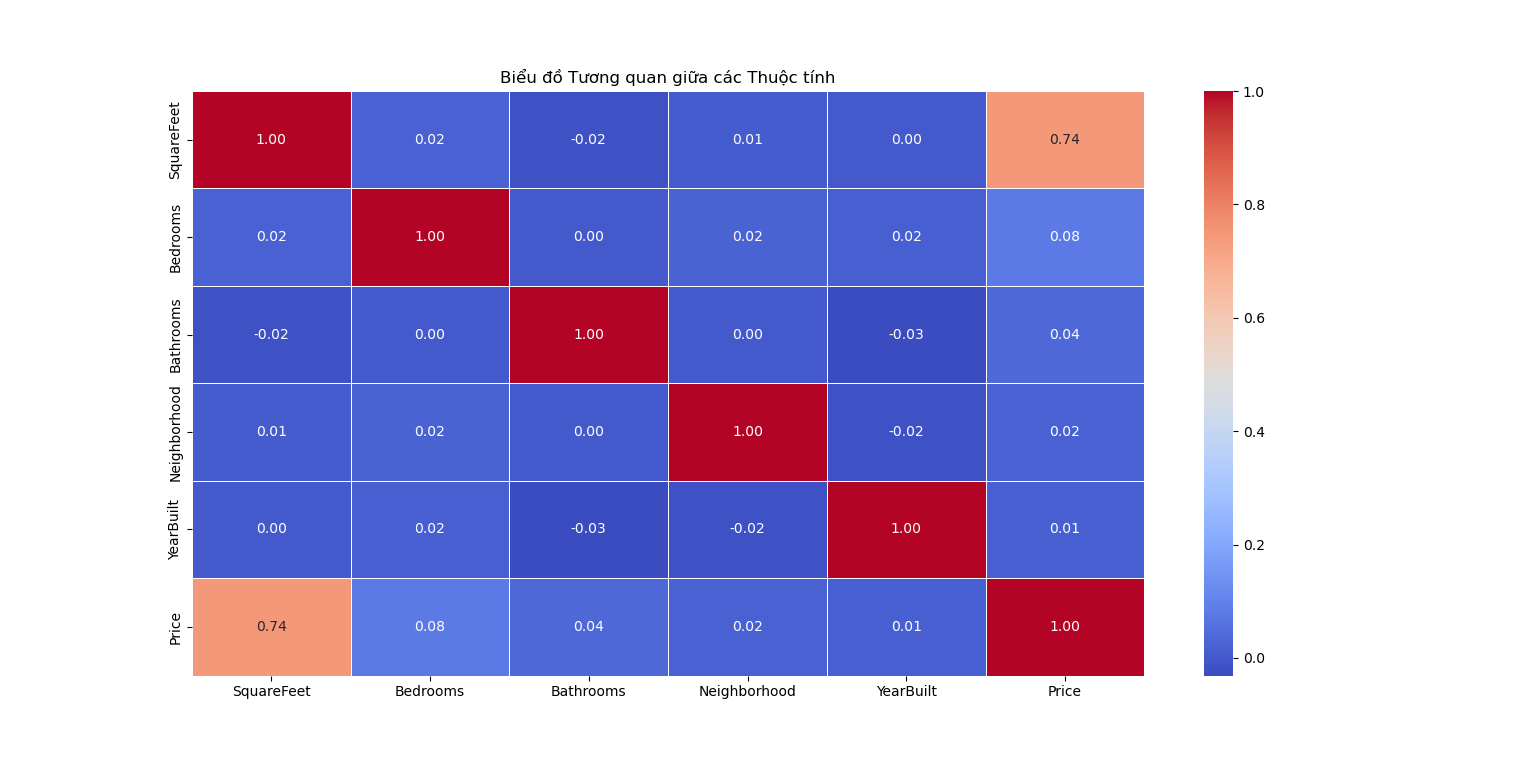 Biểu đồ Tương quan giữa các Thuộc tính
SquareFeet 1.00 0.02 -0.02 0.01 0.00 0.74
Bedrooms 0.02 1.00 0.00 0.02 0.02 0.08
Bathrooms -0.02 0.00 1.00 0.00 -0.03 0.04
Neighborhood 0.01 0.02 0.00 1.00 -0.02 0.02
YearBuilt 0.00 0.02 -0.03 -0.02 1.00 0.01
Price 0.74 0.08 0.04 0.02 0.01 1.00
SquareFeet Bedrooms Bathrooms Neighborhood YearBuilt Price
1.0
0.8
0.6
0.4
0.2
0.0